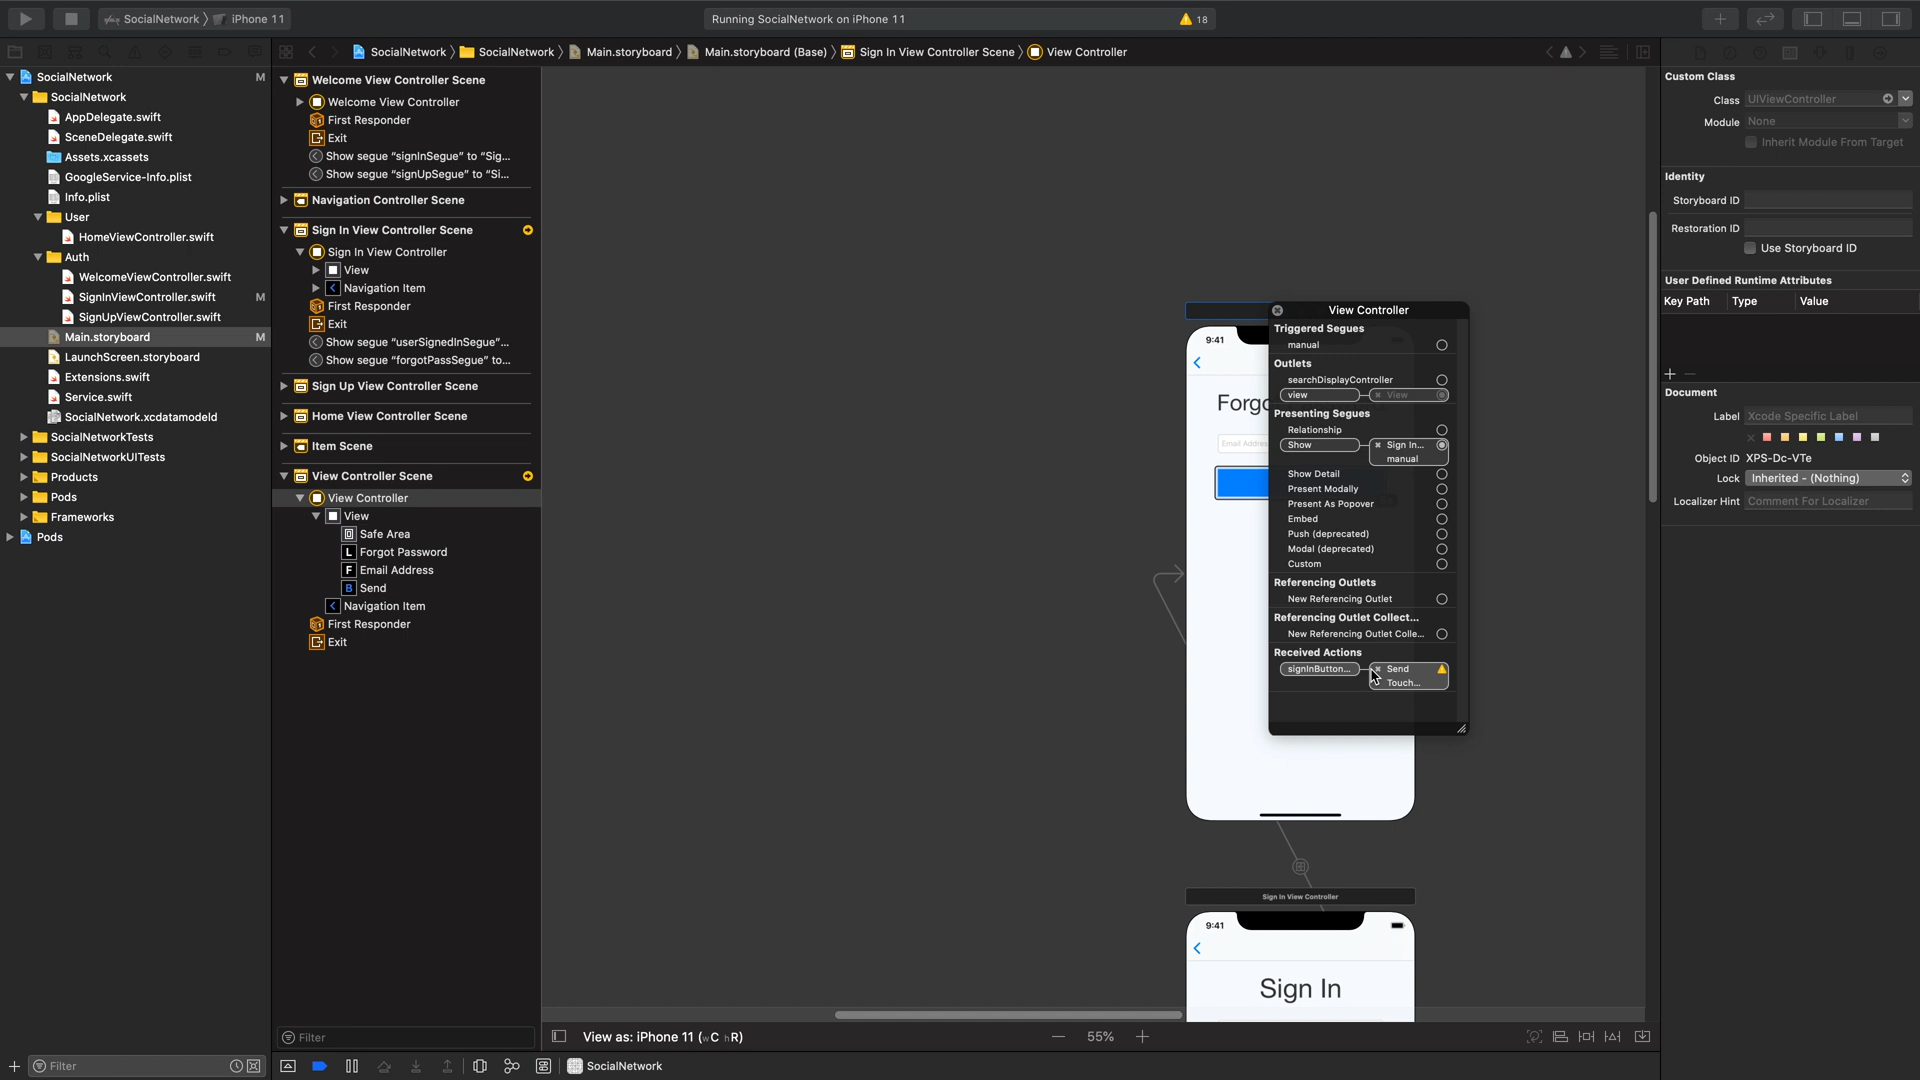 SocialNetwork
iPhone 11
Running SocialNetwork on iPhone 11
18
SocialNetwork
SocialNetwork
Main.storyboard
Main.storyboard (Base)
Sign In View Controller Scene
View Controller
SocialNetwork
M
SocialNetwork
AppDelegate.swift
SceneDelegate.swift
Assets.xcassets
GoogleService-Info.plist
Info.plist
User
HomeViewController.swift
Auth
WelcomeViewController.swift
SignInViewController.swift
M
SignUpViewController.swift
Main.storyboard
M
LaunchScreen.storyboard
Extensions.swift
Service.swift
SocialNetwork.xcdatamodeld
SocialNetworkTests
SocialNetworkUITests
Products
Pods
Frameworks
Pods
Filter
Welcome View Controller Scene
Welcome View Controller
First Responder
Exit
Show segue “signInSegue” to “Sig...
Show segue “signUpSegue” to “Si...
Navigation Controller Scene
Sign In View Controller Scene
Sign In View Controller
View
Navigation Item
First Responder
Exit
Show segue “userSignedInSegue”...
Show segue “forgotPassSegue” to...
Sign Up View Controller Scene
Home View Controller Scene
Item Scene
View Controller Scene
View Controller
View
Safe Area
L Forgot Password
F Email Address
B Send
Navigation Item
First Responder
Exit
Filter
9:41
Forgo
Email Addres
View Controller
Triggered Segues
manual
Outlets
searchDisplayController
view
View
Presenting Segues
Relationship
Show
Sign In...
manual
Show Detail
Present Modally
Present As Popover
Embed
Push (deprecated)
Modal (deprecated)
Custom
Referencing Outlets
New Referencing Outlet
Referencing Outlet Collect...
New Referencing Outlet Colle...
Received Actions
signInButton...
Send
Touch...
Sign In View Controller
9:41
Sign In
View as: iPhone 11 (wC hR)
55%
SocialNetwork
Custom Class
Class
UIViewController
Module
None
Inherit Module From Target
Identity
Storyboard ID
Restoration ID
Use Storyboard ID
User Defined Runtime Attributes
Key Path
Type
Value
Document
Label
Xcode Specific Label
Object ID
XPS-Dc-VTe
Lock
Inherited - (Nothing)
Localizer Hint
Comment For Localizer